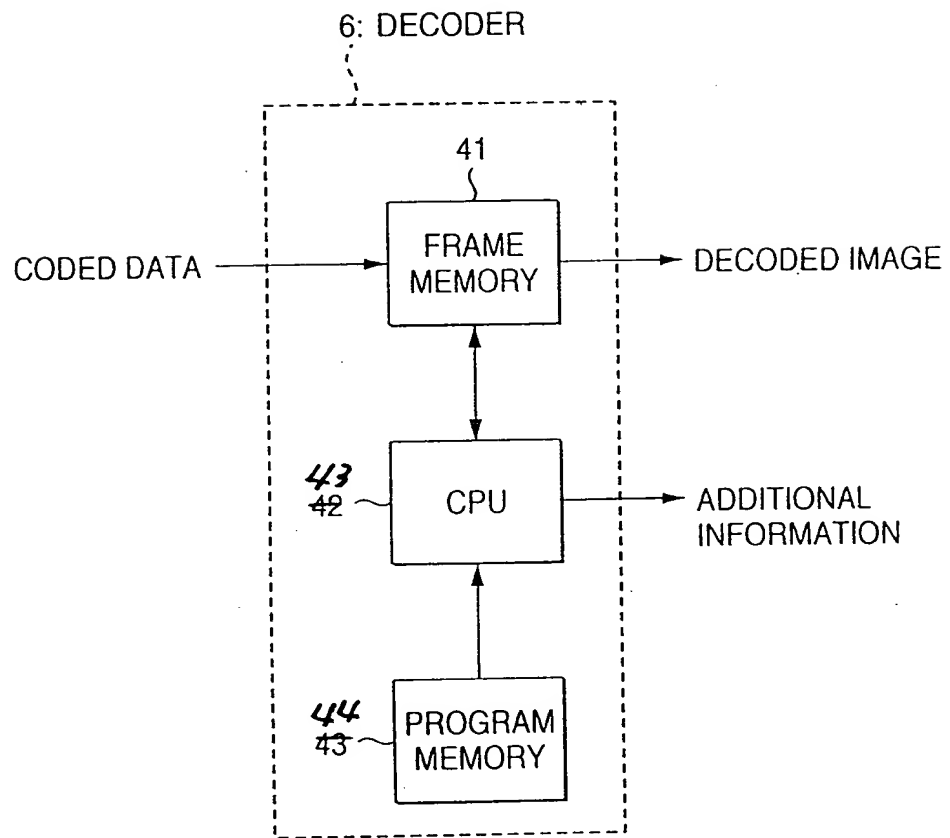 6: DECODER
41
FRAME
MEMORY
CODED DATA
DECODED IMAGE
43
42
CPU
ADDITIONAL
INFORMATION
44
43
PROGRAM
MEMORY